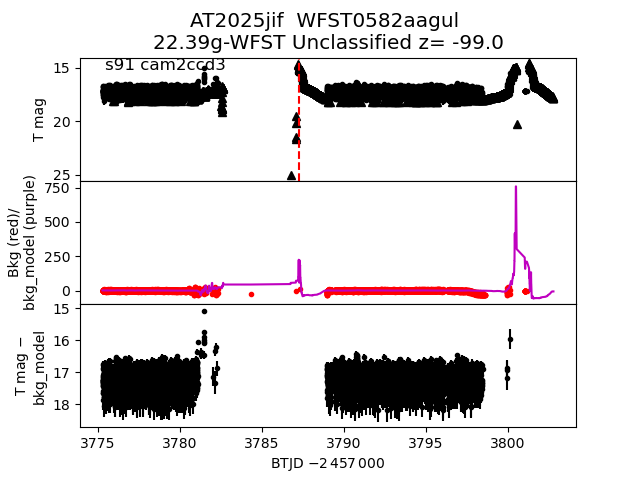 AT2025jif  WFST0582aagul
22.39g-WFST Unclassified z= -99.0
s91 cam2ccd3
15
20
25
T mag
750
500
250
0
Bkg (red)/
bkg_model (purple)
15
16
17
18
T mag −
bkg_model
3775 3780 3785 3790 3795 3800
BTJD −2 457 000